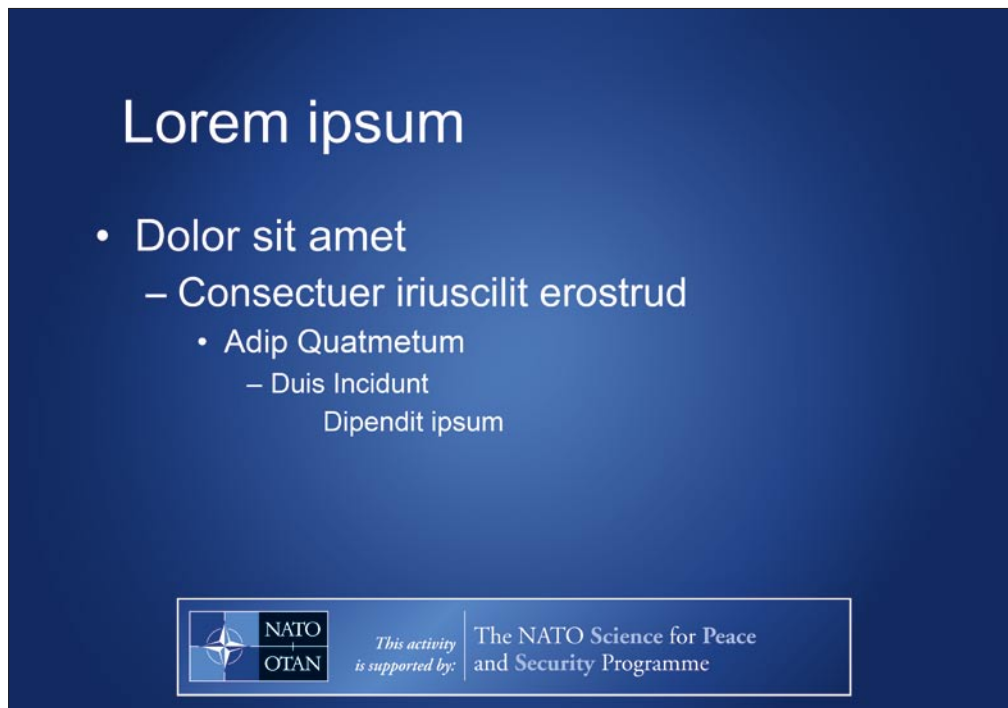 Lorem ipsum
• Dolor sit amet
– Consectuer iriuscilit erostrud
• Adip Quatmetum
– Duis Incidunt
Dipendit ipsum
NATO
OTAN
This activity
is supported by:
The NATO Science for Peace
and Security Programme